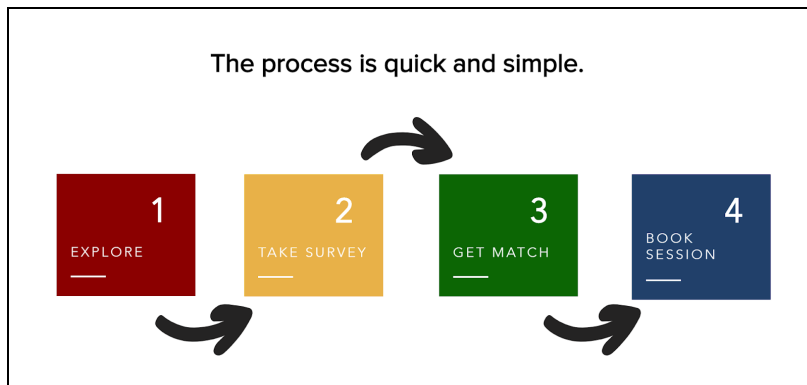 The process is quick and simple.
1
EXPLORE
2
TAKE SURVEY
3
GET MATCH
4
BOOK
SESSION